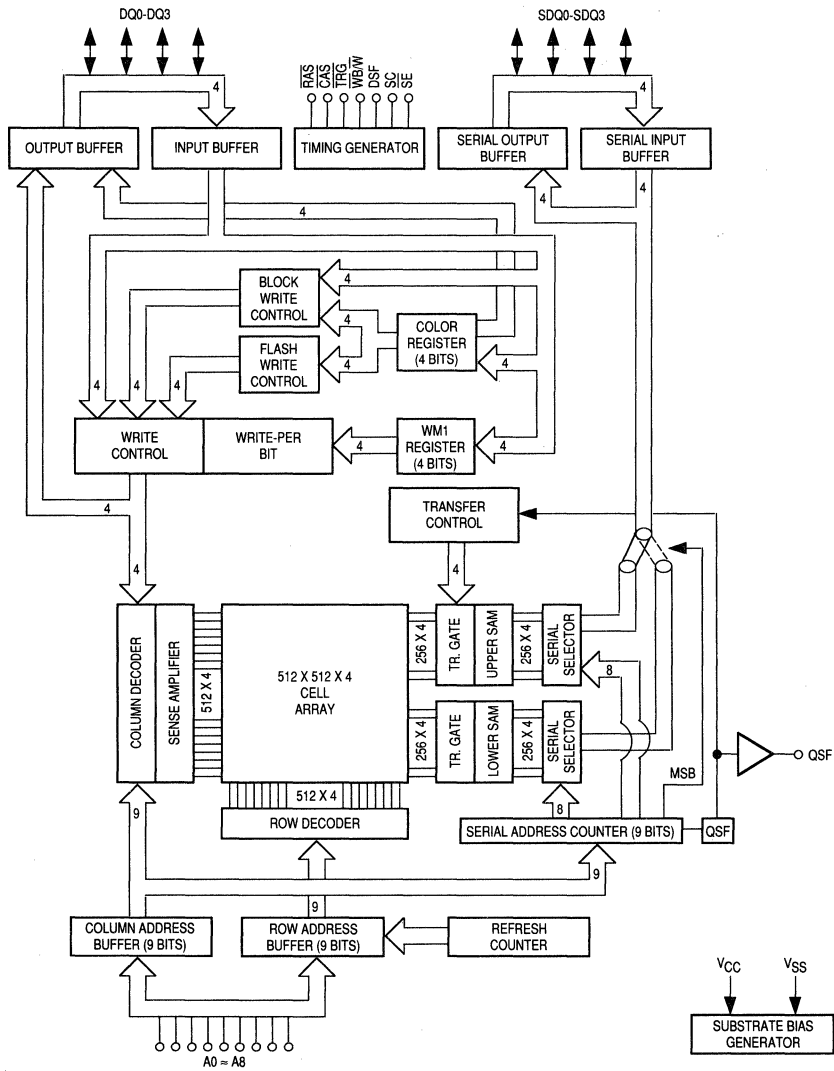 DQ0-DQ3
SDQ0-SDQ3
RAS
CAS
TRG
WB/W
DSF
SC
SE
4
4
OUTPUT BUFFER
INPUT BUFFER
TIMING GENERATOR
SERIAL OUTPUT
BUFFER
SERIAL INPUT
BUFFER
4
4
4
BLOCK
WRITE
CONTROL
4
4
COLOR
REGISTER
(4 BITS)
FLASH
WRITE
CONTROL
4
4
4
4
4
WRITE
CONTROL
WRITE-PER
BIT
4
WM1
REGISTER
(4 BITS)
4
4
TRANSFER
CONTROL
4
4
COLUMN DECODER
SENSE AMPLIFIER
512 X 4
512 X 512 X 4
CELL
ARRAY
256 X 4
TR. GATE
UPPER SAM
256 X 4
SERIAL
SELECTOR
8
256 X 4
TR. GATE
LOWER SAM
256 X 4
SERIAL
SELECTOR
QSF
MSB
512 X 4
ROW DECODER
9
8
SERIAL ADDRESS COUNTER (9 BITS)
QSF
9
9
COLUMN ADDRESS
BUFFER (9 BITS)
ROW ADDRESS
BUFFER (9 BITS)
REFRESH
COUNTER
VCC
VSS
SUBSTRATE BIAS
GENERATOR
A0 ≈ A8